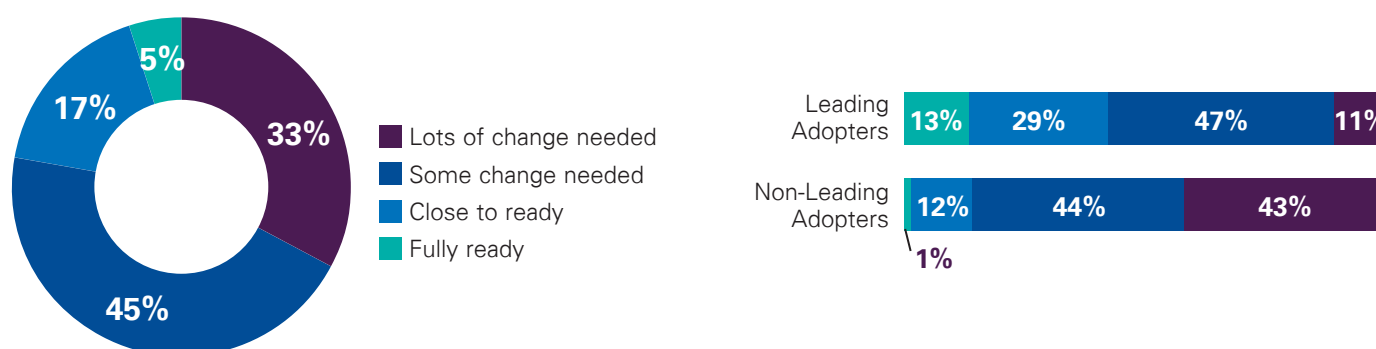 5%
17%
33%
45%
Lots of change needed
Some change needed
Close to ready
Fully ready
Leading
Adopters
13%
29%
47%
11%
Non-Leading
Adopters
12%
44%
43%
1%